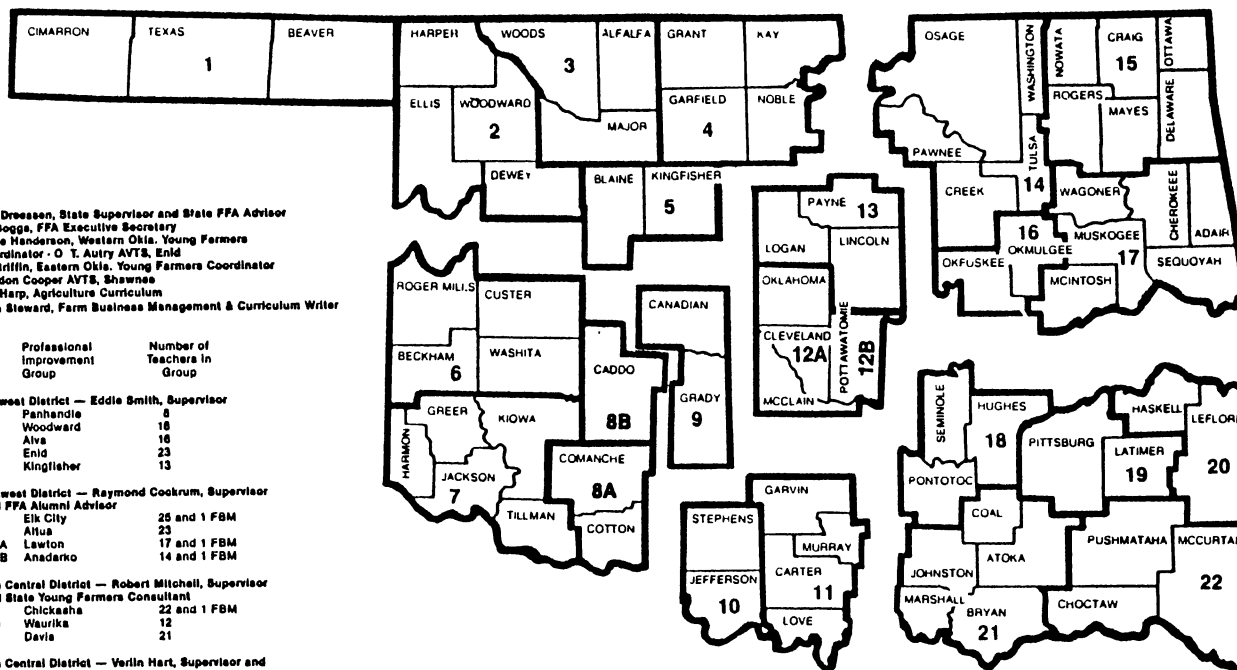 CIMARRON
TEXAS
BEAVER
1
HARPER
WOODS
ALFALFA
GRANT
KAY
3
ELLIS
WOODWARD
2
MAJOR
GARFIELD
NOBLE
4
DEWEY
BLAINE
KINGFISHER
5
OSAGE
WASHINGTON
NOWATA
CRAIG
OTTAWA
15
ROGERS
MAYES
DELAWARE
PAWNEE
TULSA
CREEK
14
WAGONER
CHEROKEEE
ADAIR
16
OKMULGEE
MUSKOGEE
17
SEQUOYAH
OKFUSKEE
MCINTOSH
PAYNE
13
LOGAN
LINCOLN
OKLAHOMA
CLEVELAND
12A
POTTAWATOMIE
12B
MCCLAIN
Dreessen, State Supervisor and State FFA Advisor
Boggs, FFA Executive Secretary
e Henderson, Western Okla. Young Farmers
rdinator - O T. Autry AVTS, Enid
Griffin, Eastern Okla. Young Farmers Coordinator
don Cooper AVTS, Shawnee
Harp, Agriculture Curriculum
Steward, Farm Business Management & Curriculum Writer
Professional Number of
Improvement Teachers in
Group Group
west District — Eddie Smith, Supervisor
Panhandle 8
Woodward 16
Alva 16
Enid 23
Kingfisher 13
west District — Raymond Cockrum, Supervisor
FFA Alumni Advisor
Elk City 25 and 1 FBM
Altua 23
A Lawton 17 and 1 FBM
B Anadarko 14 and 1 FBM
Central District — Robert Mitchell, Supervisor
State Young Farmers Consultant
Chickasha 22 and 1 FBM
Waurika 12
Davis 21
Central District — Verlin Hart, Supervisor and
ROGER MILLS
CUSTER
BECKHAM
6
WASHITA
GREER
KIOWA
HARMON
JACKSON
7
TILLMAN
CADDO
8B
COMANCHE
8A
COTTON
CANADIAN
GRADY
9
STEPHENS
JEFFERSON
10
GARVIN
MURRAY
CARTER
11
LOVE
SEMINOLE
HUGHES
18
PONTOTOC
PITTSBURG
HASKELL
LATIMER
19
LEFLOR
20
COAL
ATOKA
PUSHMATAHA
MCCURTA
22
JOHNSTON
MARSHALL
BRYAN
21
CHOCTAW